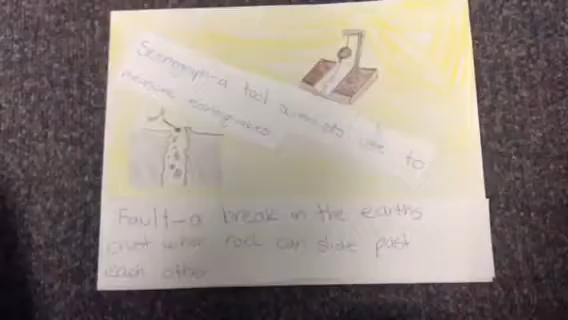 Seismograph-a tool scientists use to
measure earthquakes
Fault-a break in the earths
crust wher rock can slide past
each other